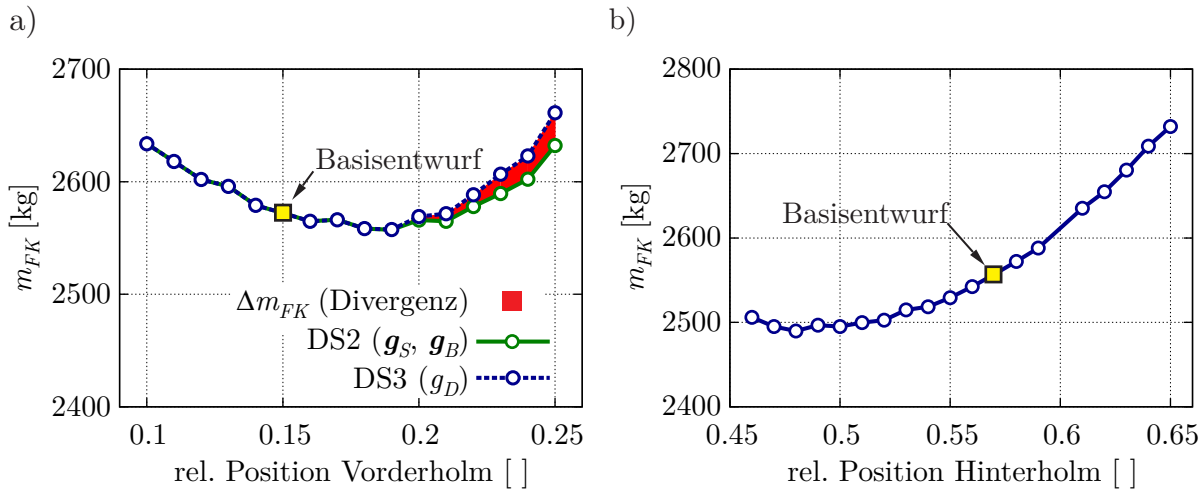 a)
2700
2600
2500
2400
m_FK [kg]
Basisentwurf
Δm_FK (Divergenz)
DS2 (g_S, g_B)
DS3 (g_D)
0.1 0.15 0.2 0.25
rel. Position Vorderholm [ ]
b)
2800
2700
2600
2500
2400
m_FK [kg]
Basisentwurf
0.45 0.5 0.55 0.6 0.65
rel. Position Hinterholm [ ]